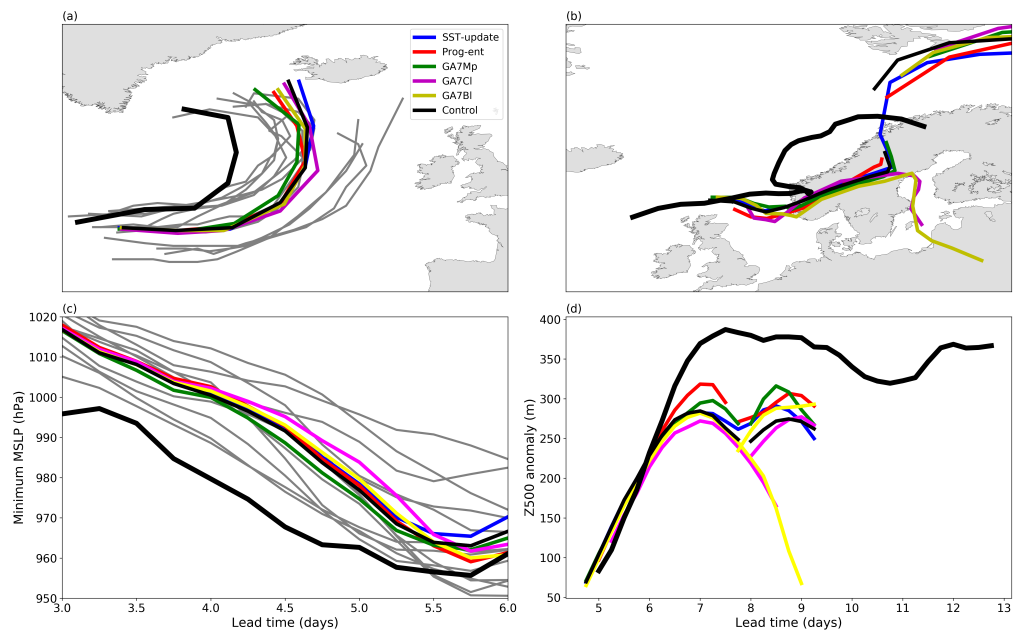 (a)
SST-update
Prog-ent
GA7Mp
GA7Cl
GA7Bl
Control
(b)
(c)
1020
1010
1000
990
980
970
960
950
Minimum MSLP (hPa)
3.0 3.5 4.0 4.5 5.0 5.5 6.0
Lead time (days)
(d)
400
350
300
250
200
150
100
50
Z500 anomaly (m)
5 6 7 8 9 10 11 12 13
Lead time (days)